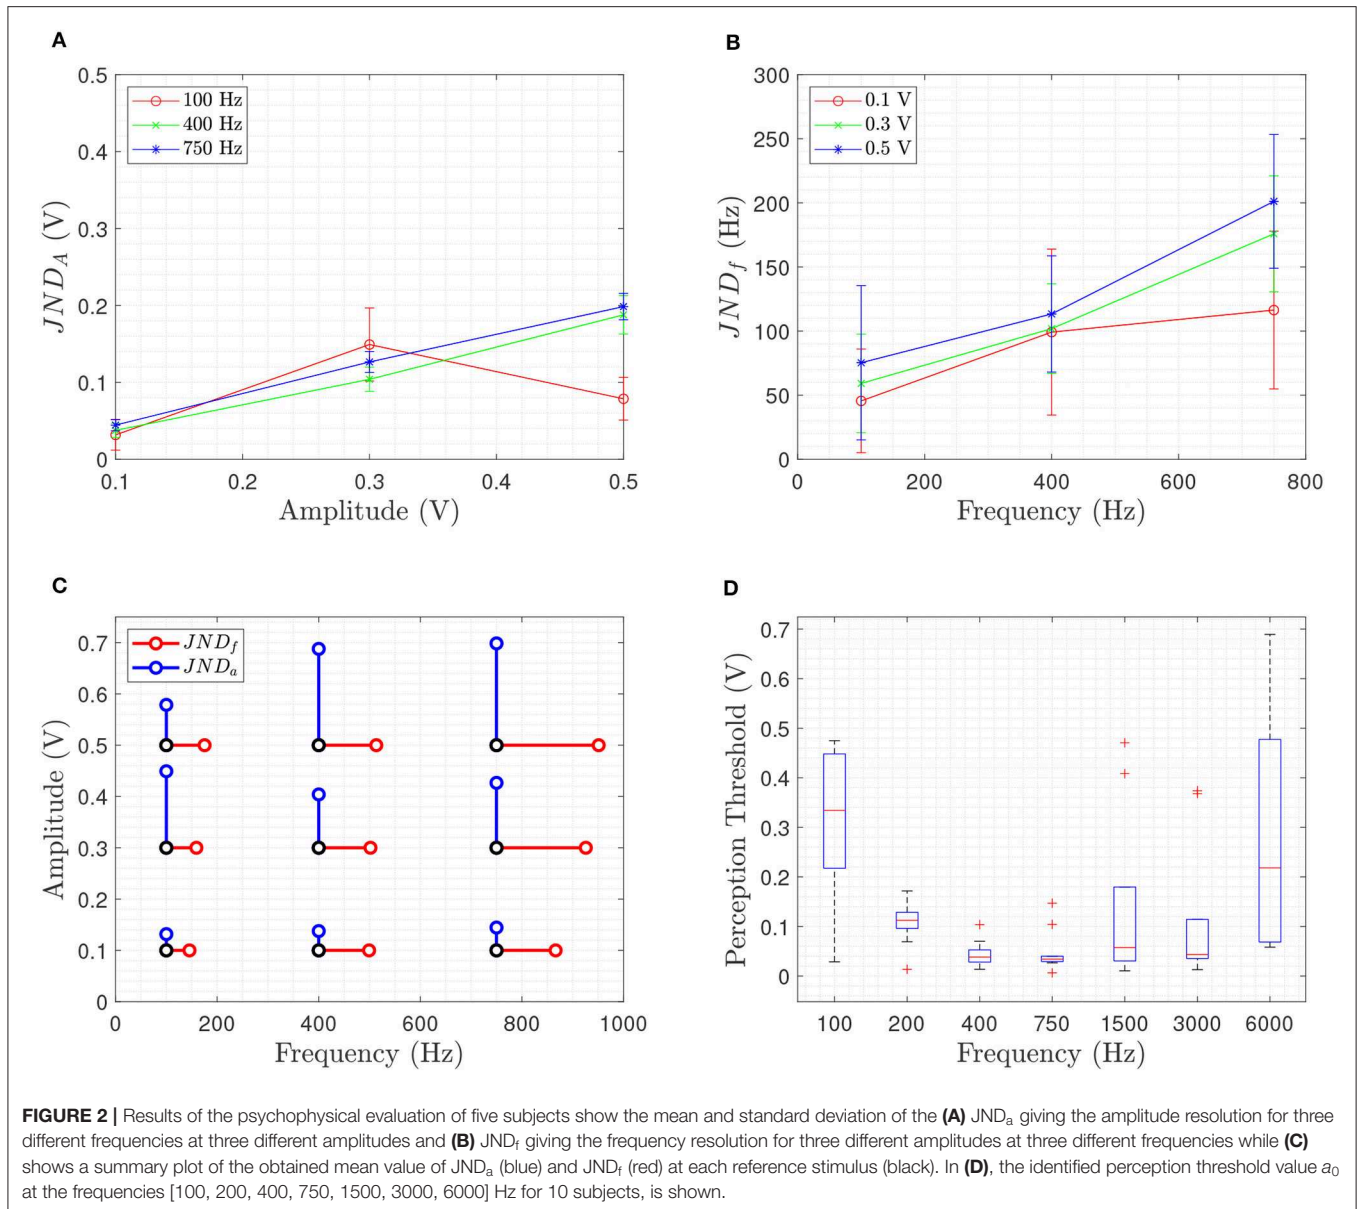 A
0.5
0.4
0.3
0.2
0.1
0
JND_A (V)
100 Hz
400 Hz
750 Hz
0.1
0.2
0.3
0.4
0.5
Amplitude (V)
B
300
250
200
150
100
50
0
JND_f (Hz)
0.1 V
0.3 V
0.5 V
0
200
400
600
800
Frequency (Hz)
C
0.7
0.6
0.5
0.4
0.3
0.2
0.1
0
Amplitude (V)
JND_f
JND_a
0
200
400
600
800
1000
Frequency (Hz)
D
0.7
0.6
0.5
0.4
0.3
0.2
0.1
0
Perception Threshold (V)
100
200
400
750
1500
3000
6000
Frequency (Hz)
FIGURE 2 | Results of the psychophysical evaluation of five subjects show the mean and standard deviation of the (A) JND_a giving the amplitude resolution for three
different frequencies at three different amplitudes and (B) JND_f giving the frequency resolution for three different amplitudes at three different frequencies while (C)
shows a summary plot of the obtained mean value of JND_a (blue) and JND_f (red) at each reference stimulus (black). In (D), the identified perception threshold value a_0
at the frequencies [100, 200, 400, 750, 1500, 3000, 6000] Hz for 10 subjects, is shown.